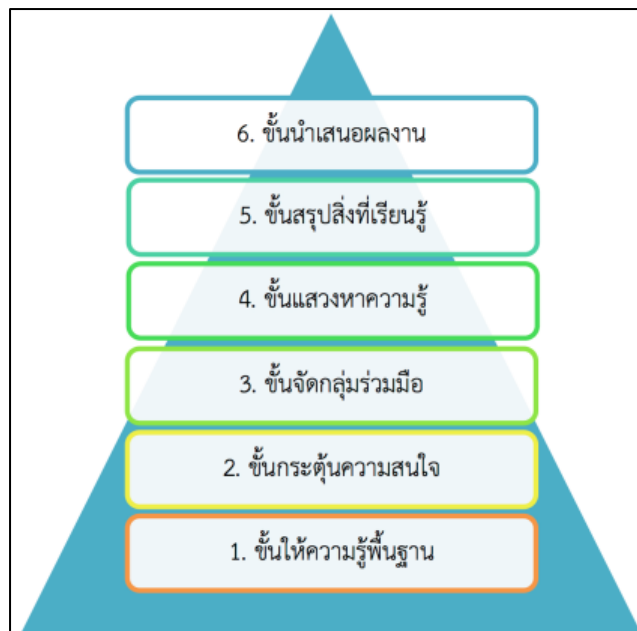 6. ขั้นนำเสนอผลงาน
5. ขั้นสรุปสิ่งที่เรียนรู้
4. ขั้นแสวงหาความรู้
3. ขั้นจัดกลุ่มร่วมมือ
2. ขั้นกระตุ้นความสนใจ
1. ขั้นให้ความรู้พื้นฐาน